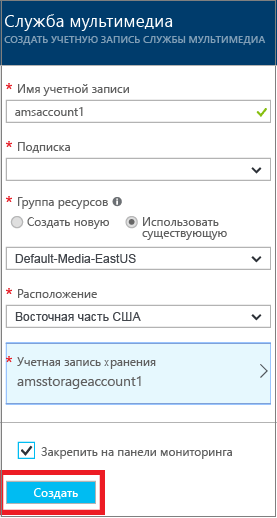 Служба мультимедиа
СОЗДАТЬ УЧЕТНУЮ ЗАПИСЬ СЛУЖБЫ МУЛЬТИМЕДИА
* Имя учетной записи
amsaccount1
* Подписка
* Группа ресурсов
Создать новую
Использовать
существующую
Default-Media-EastUS
* Расположение
Восточная часть США
* Учетная запись хранения
amsstorageaccount1
Закрепить на панели мониторинга
Создать